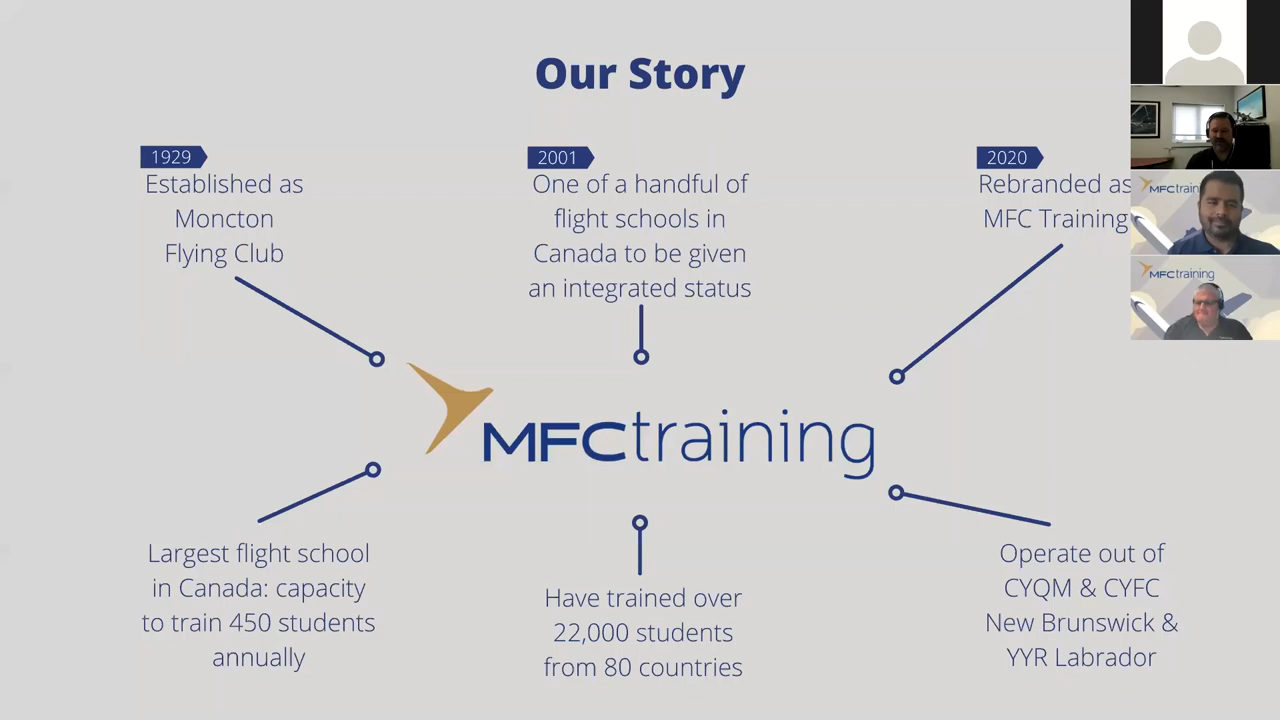 Our Story
1929
Established as
Moncton
Flying Club
2001
One of a handful of
flight schools in
Canada to be given
an integrated status
2020
Rebranded as
MFC Training
MFCtraining
MFCtraining
MFCtraining
Largest flight school
in Canada: capacity
to train 450 students
annually
Have trained over
22,000 students
from 80 countries
Operate out of
CYQM & CYFC
New Brunswick &
YYR Labrador